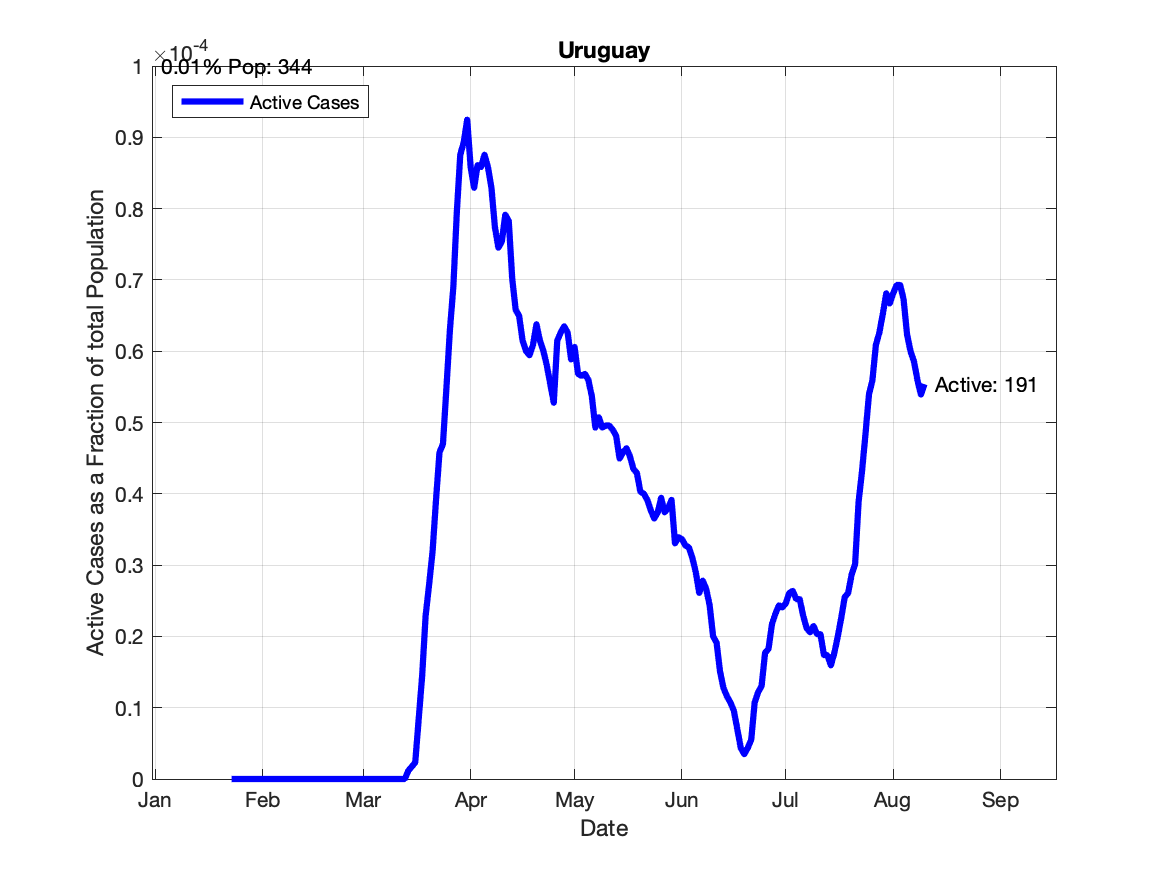 Uruguay
×10-4
0.01% Pop: 344
Active Cases
Active Cases as a Fraction of total Population
1
0.9
0.8
0.7
0.6
0.5
0.4
0.3
0.2
0.1
0
Active: 191
Jan Feb Mar Apr May Jun Jul Aug Sep
Date